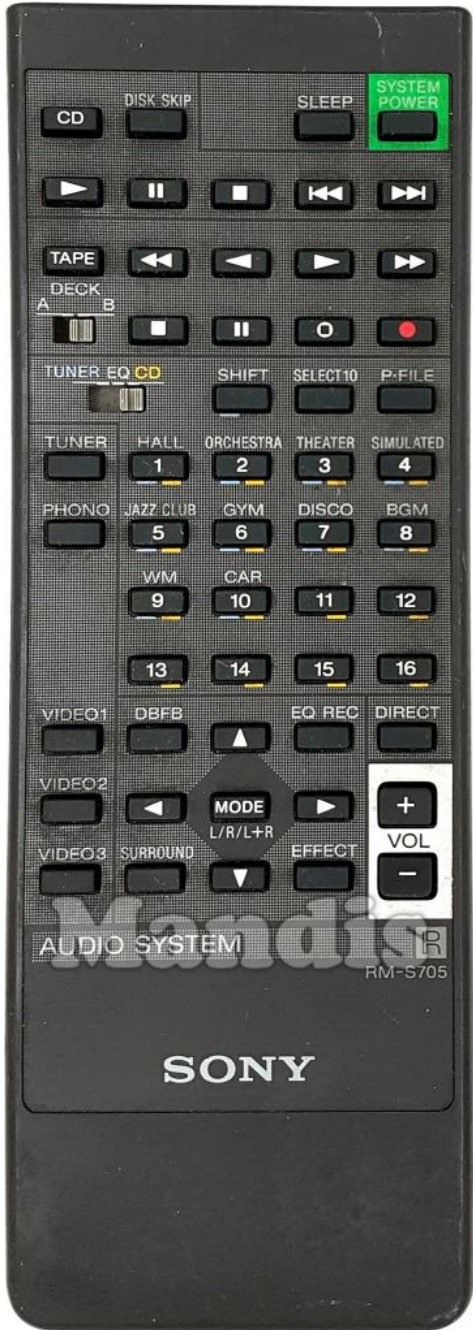 DISK SKIP SLEEP SYSTEM POWER
CD
TAPE
DECK
A B
TUNER EQ CD SHIFT SELECT10 P·FILE
TUNER HALL ORCHESTRA THEATER SIMULATED
1 2 3 4
PHONO JAZZ CLUB GYM DISCO BGM
5 6 7 8
WM CAR
9 10 11 12
13 14 15 16
VIDEO1 DBFB EQ REC DIRECT
VIDEO2 MODE +
L/R/L+R VOL
VIDEO3 SURROUND EFFECT −
Mandis
AUDIO SYSTEM R
RM-S705
SONY